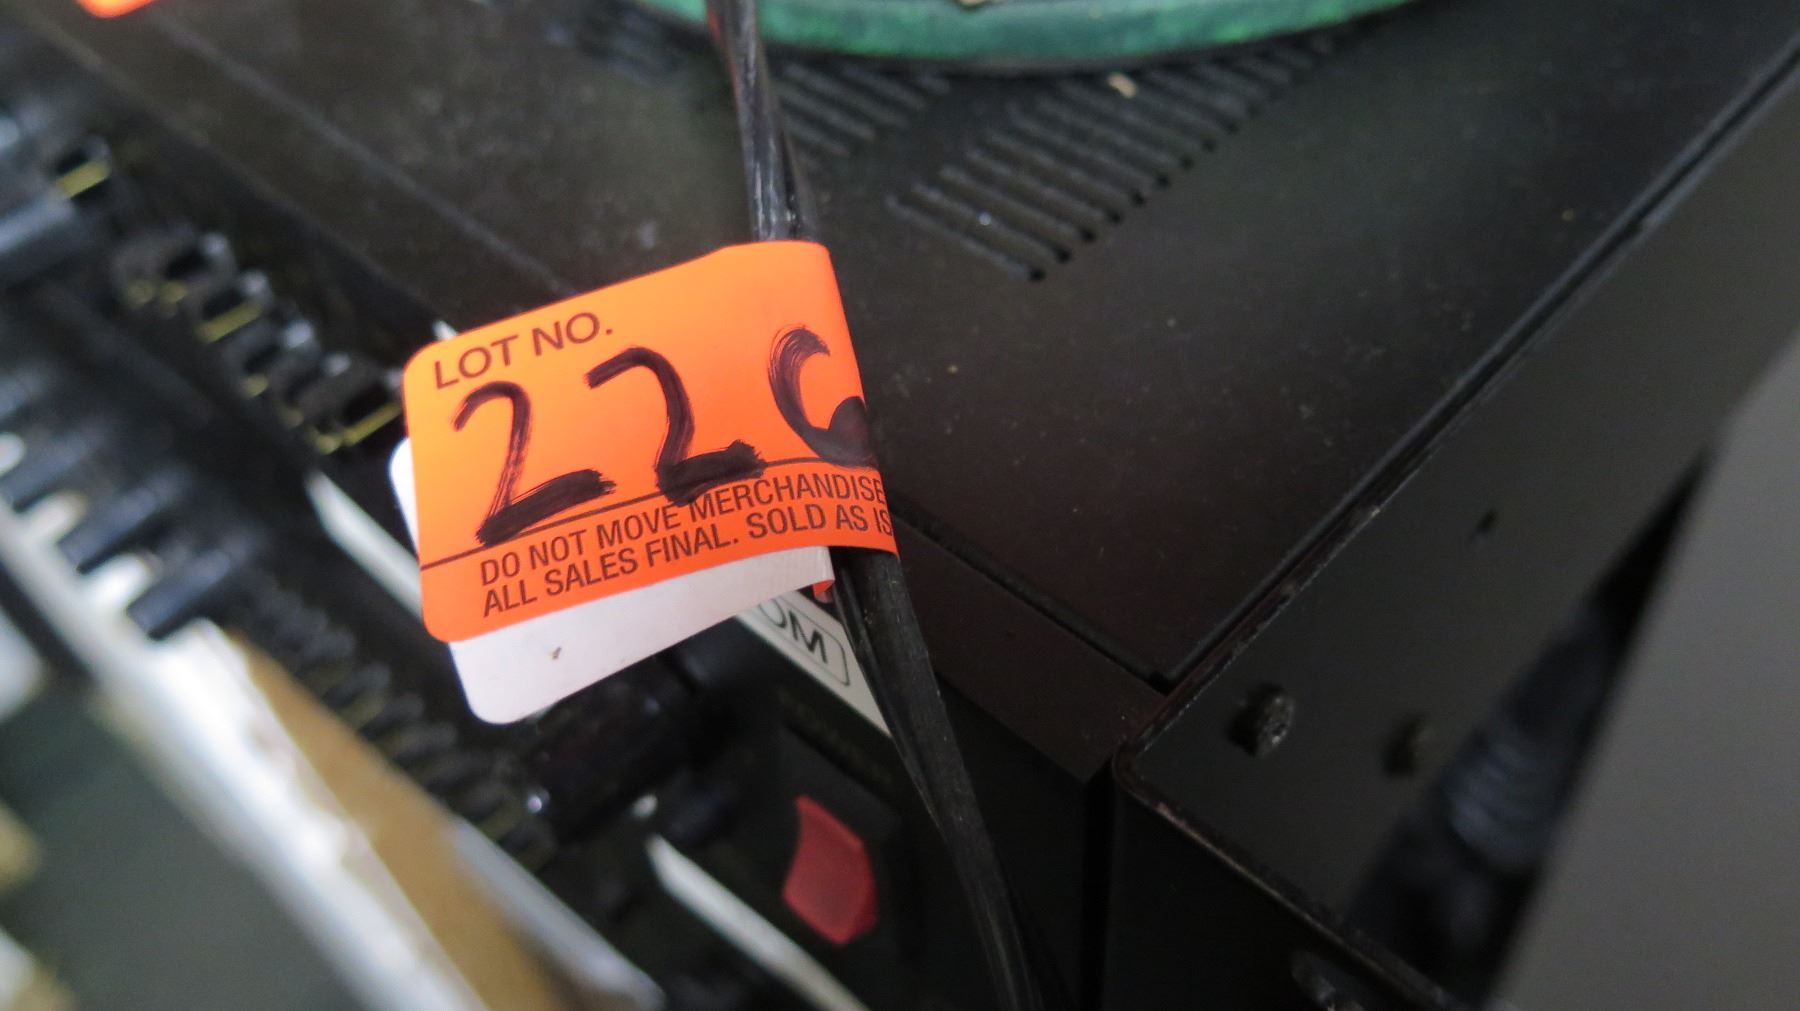 LOT NO.
22
DO NOT MOVE MERCHANDISE
ALL SALES FINAL. SOLD AS IS